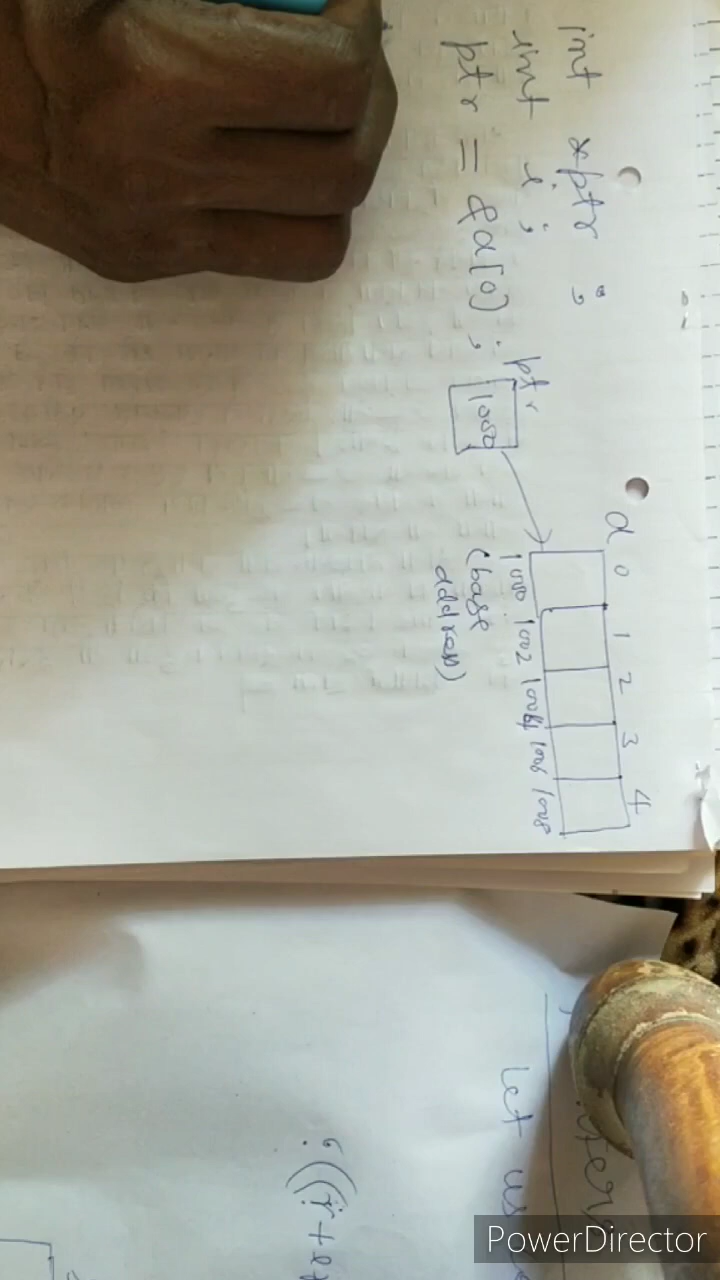 int *ptr ;
int i ;
ptr = &a[0] ;
ptr
1000
a
0 1 2 3 4
1000 1002 1004 1006 1008
(base
address)
Let us
+i));
PowerDirector